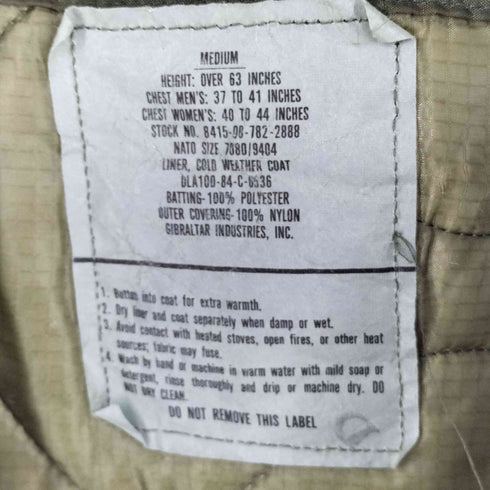 MEDIUM
HEIGHT: OVER 63 INCHES
CHEST MEN'S: 37 TO 41 INCHES
CHEST WOMEN'S: 40 TO 44 INCHES
STOCK NO. 8415-00-782-2888
NATO SIZE 7080/9404
LINER, COLD WEATHER COAT
DLA100-84-C-0536
BATTING-100% POLYESTER
OUTER COVERING-100% NYLON
GIBRALTAR INDUSTRIES, INC.
1. Button into coat for extra warmth.
2. Dry liner and coat separately when damp or wet.
3. Avoid contact with heated stoves, open fires, or other heat
sources; fabric may fuse.
4. Wach by hand or machine in warm water with mild soap or
detergent, rinse thoroughly and drip or machine dry. DO
NOT DRY CLEAN.
DO NOT REMOVE THIS LABEL